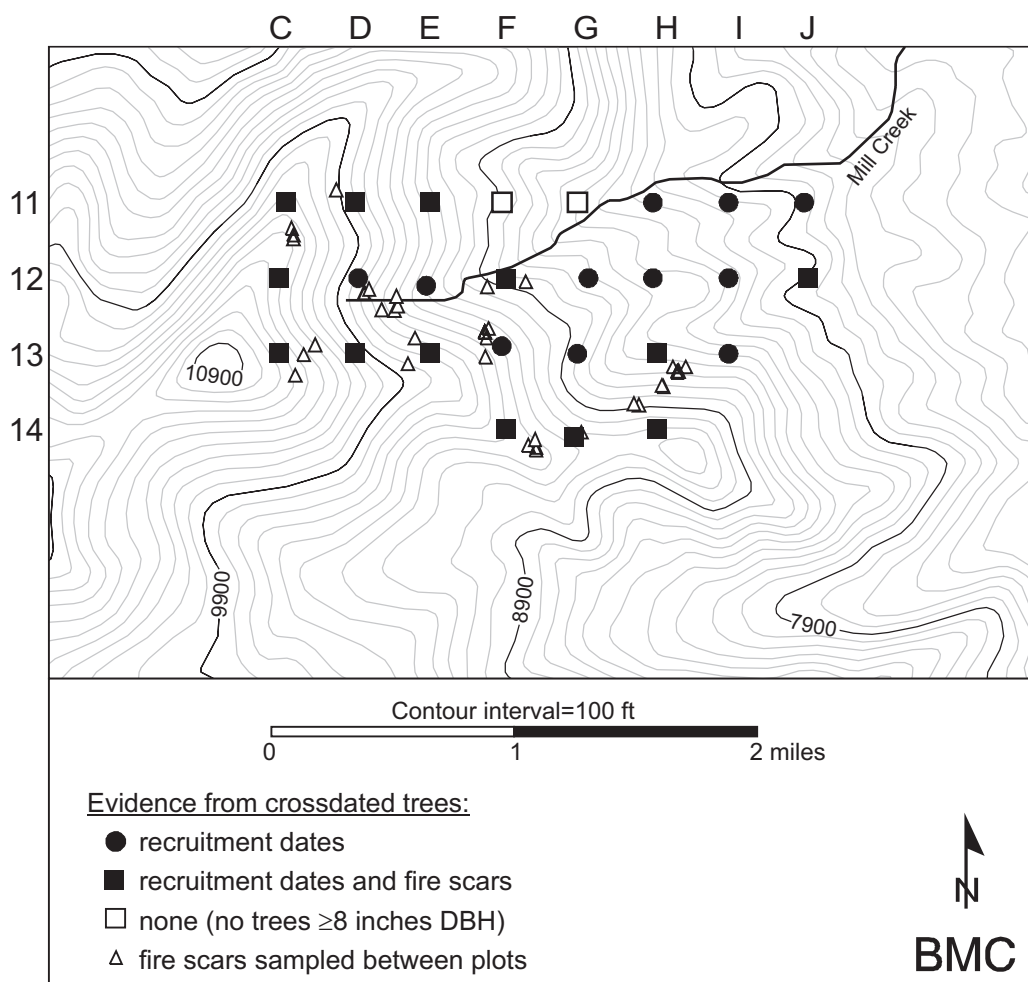 C D E F G H I J
Mill Creek
11
12
13
14
10900
9900
8900
7900
Contour interval=100 ft
0 1 2 miles
Evidence from crossdated trees:
recruitment dates
recruitment dates and fire scars
none (no trees ≥8 inches DBH)
fire scars sampled between plots
N
BMC